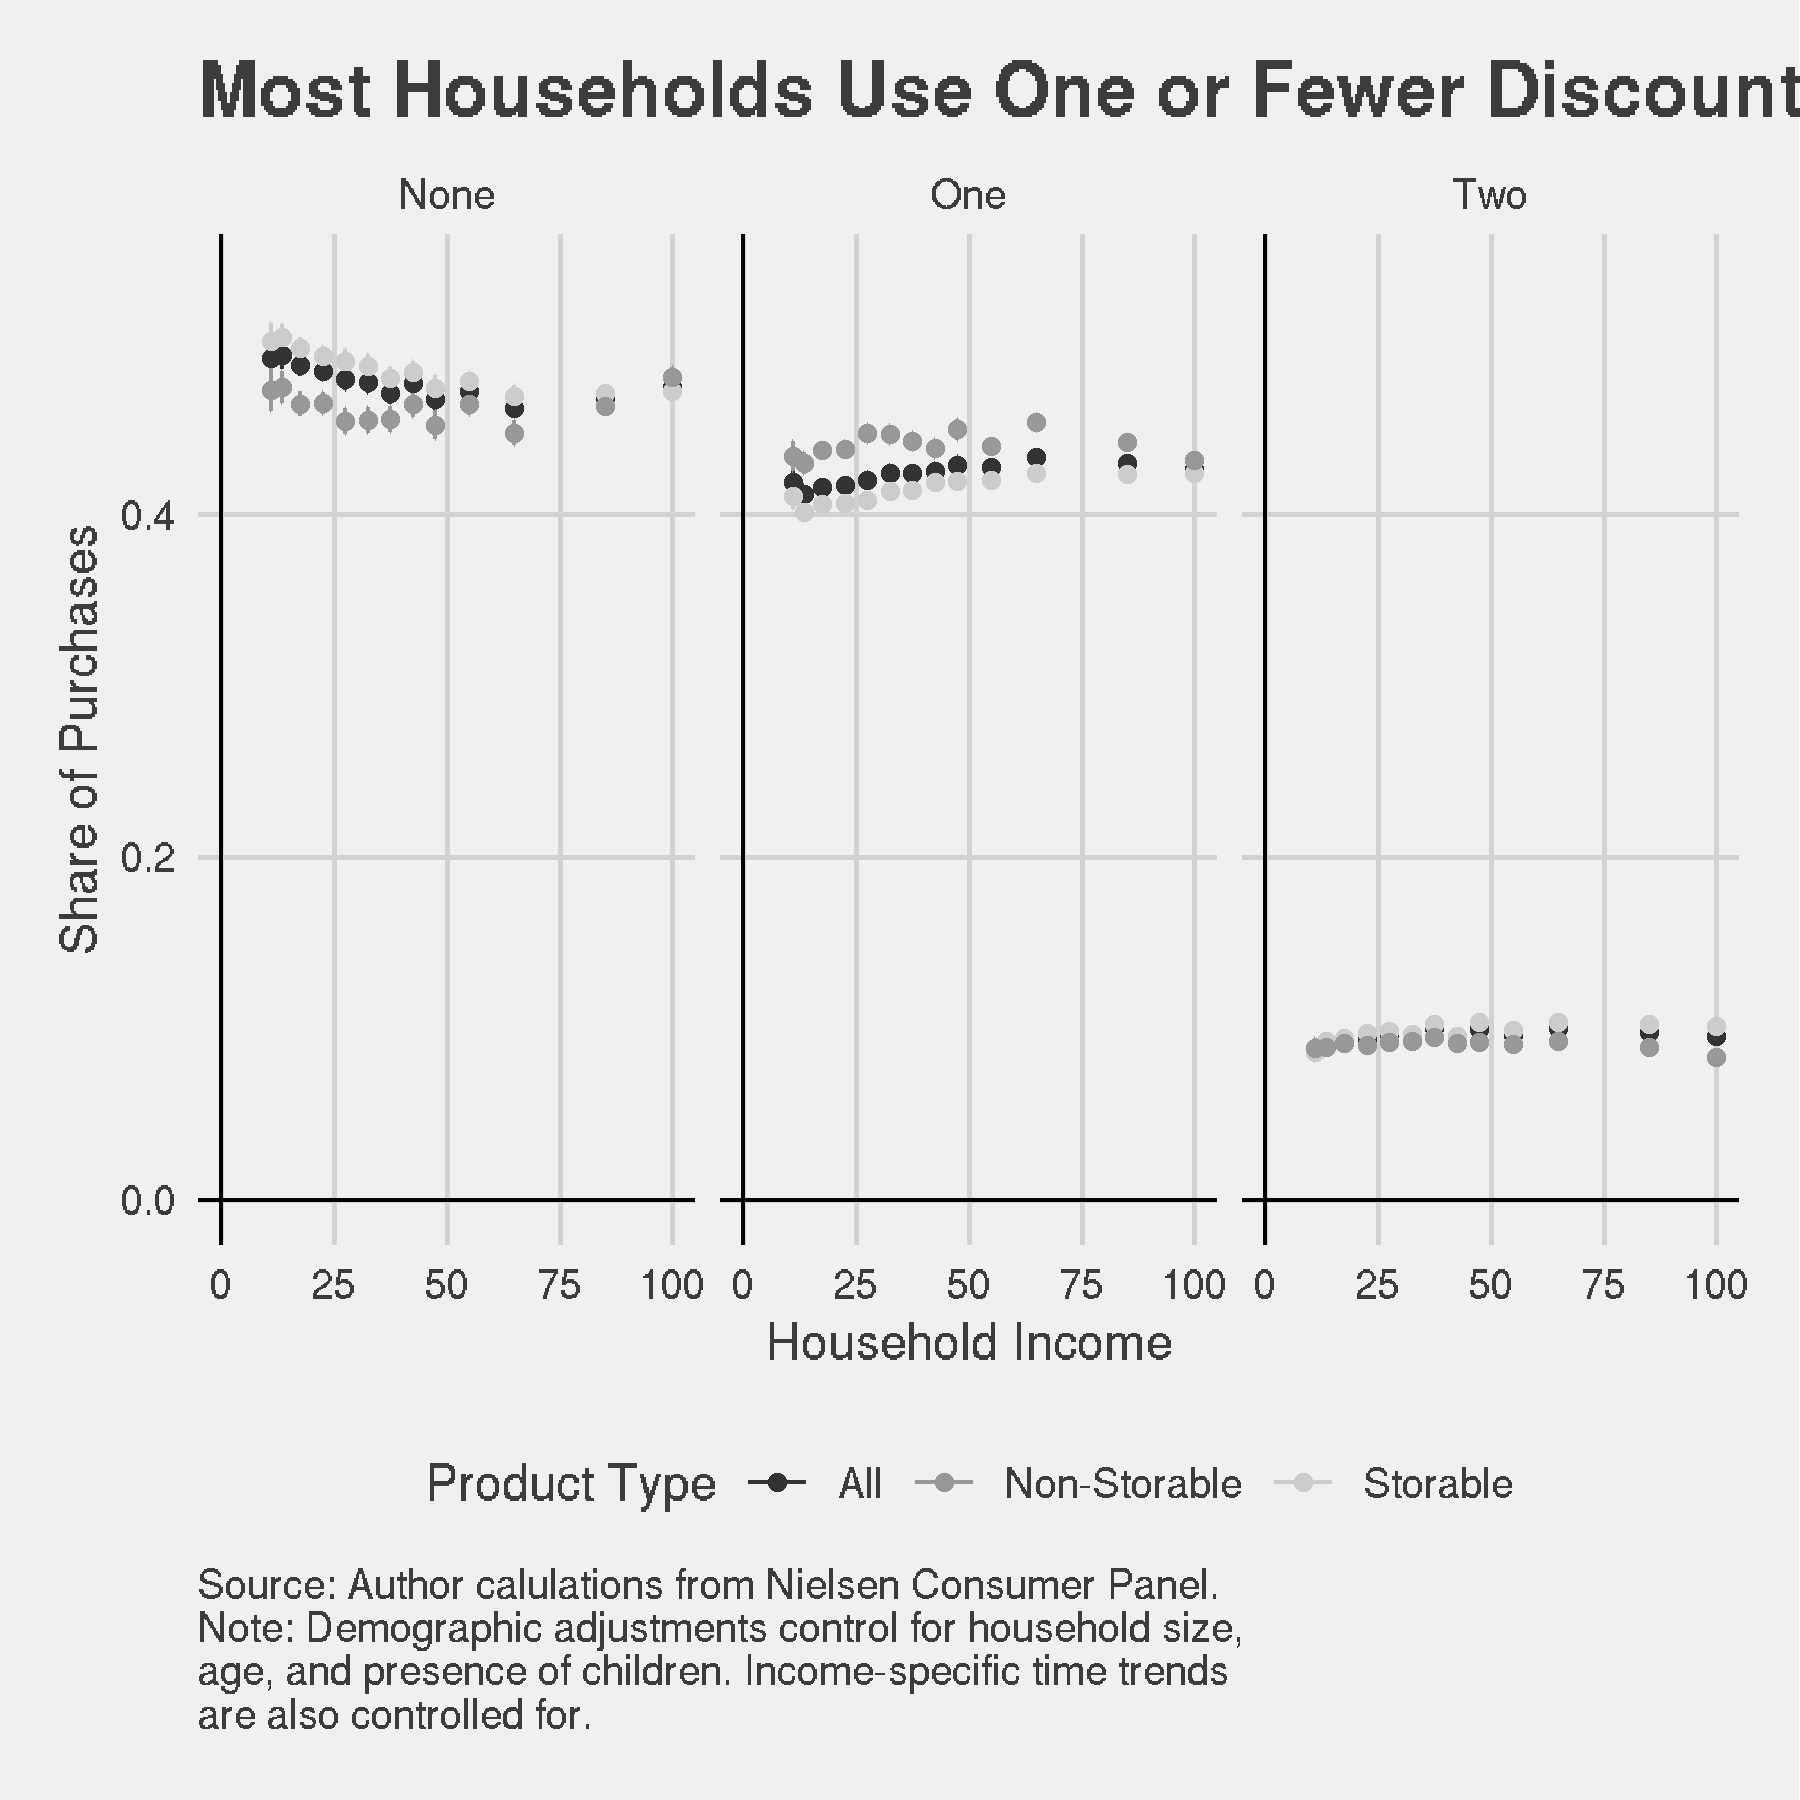 Most Households Use One or Fewer Discount
None One Two
Share of Purchases
0.4
0.2
0.0
0 25 50 75 100 0 25 50 75 100 0 25 50 75 100
Household Income
Product Type All Non-Storable Storable
Source: Author calulations from Nielsen Consumer Panel.
Note: Demographic adjustments control for household size,
age, and presence of children. Income-specific time trends
are also controlled for.